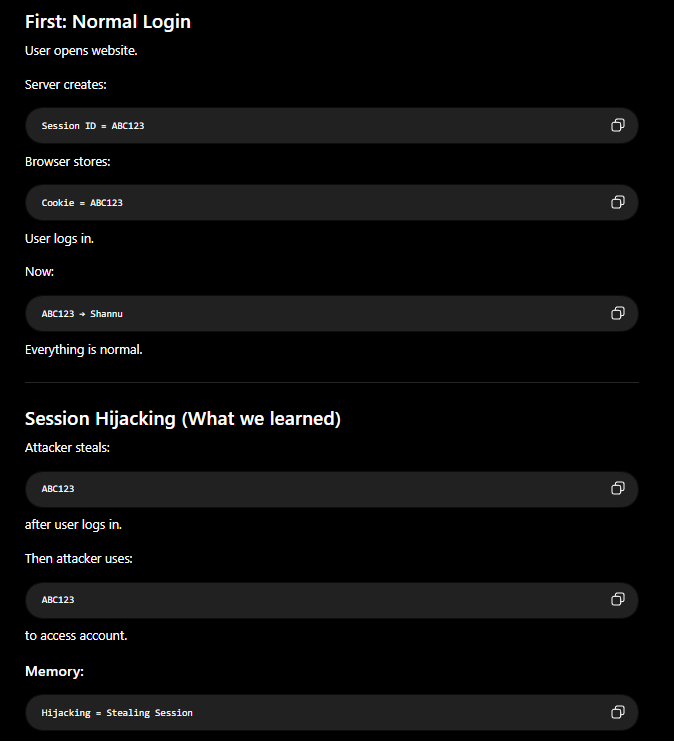 First: Normal Login
User opens website.
Server creates:
Session ID = ABC123
Browser stores:
Cookie = ABC123
User logs in.
Now:
ABC123 → Shannu
Everything is normal.
Session Hijacking (What we learned)
Attacker steals:
ABC123
after user logs in.
Then attacker uses:
ABC123
to access account.
Memory:
Hijacking = Stealing Session